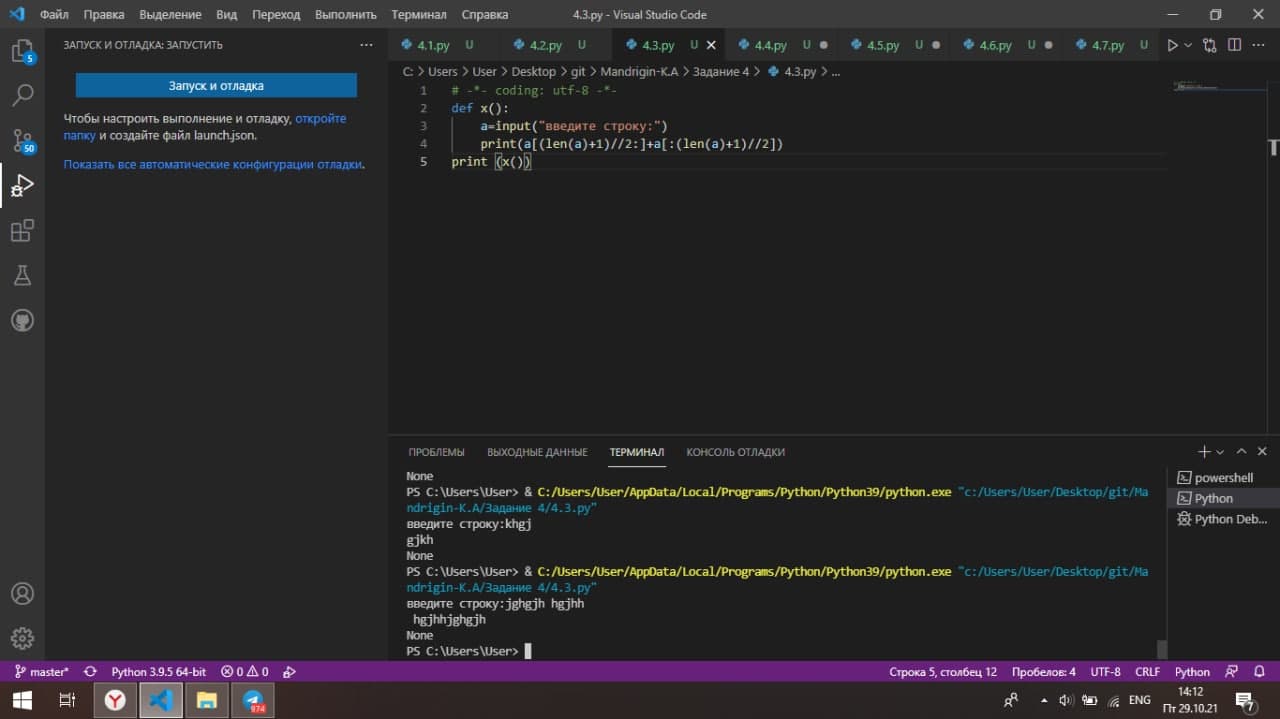 Файл Правка Выделение Вид Переход Выполнить Терминал Справка 4.3.py - Visual Studio Code
ЗАПУСК И ОТЛАДКА: ЗАПУСТИТЬ
4.1.py U 4.2.py U 4.3.py U 4.4.py U 4.5.py U 4.6.py U 4.7.py U
5
Запуск и отладка
Чтобы настроить выполнение и отладку, откройте
папку и создайте файл launch.json.
Показать все автоматические конфигурации отладки.
50
C: > Users > User > Desktop > git > Mandrigin-K.A > Задание 4 > 4.3.py > ...
1 # -*- coding: utf-8 -*-
2 def x():
3 a=input("введите строку:")
4 print(a[(len(a)+1)//2:]+a[:(len(a)+1)//2])
5 print (x())
ПРОБЛЕМЫ ВЫХОДНЫЕ ДАННЫЕ ТЕРМИНАЛ КОНСОЛЬ ОТЛАДКИ
None
PS C:\Users\User> & C:/Users/User/AppData/Local/Programs/Python/Python39/python.exe "c:/Users/User/Desktop/git/Ma
ndrigin-K.A/Задание 4/4.3.py"
введите строку:khgj
gjkh
None
PS C:\Users\User> & C:/Users/User/AppData/Local/Programs/Python/Python39/python.exe "c:/Users/User/Desktop/git/Ma
ndrigin-K.A/Задание 4/4.3.py"
введите строку:jghgjh hgjhh
hgjhhjghgjh
None
PS C:\Users\User>
powershell
Python
Python Deb...
master* Python 3.9.5 64-bit 0 0 Строка 5, столбец 12 Пробелов: 4 UTF-8 CRLF Python
974
ENG
14:12
Пт 29.10.21
7